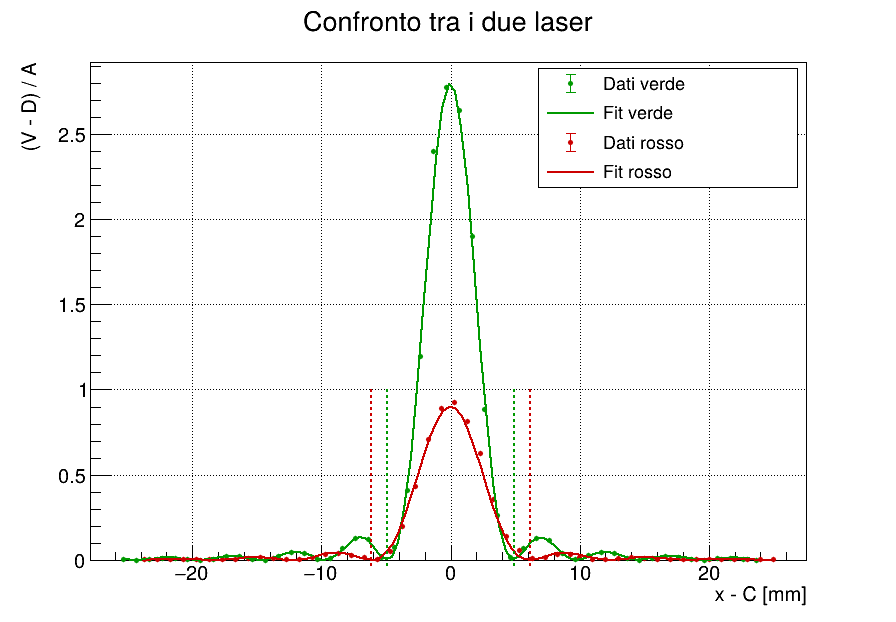 Confronto tra i due laser
(V - D) / A
Dati verde
Fit verde
Dati rosso
Fit rosso
2.5
2
1.5
1
0.5
0
−20
−10
0
10
20
x - C [mm]